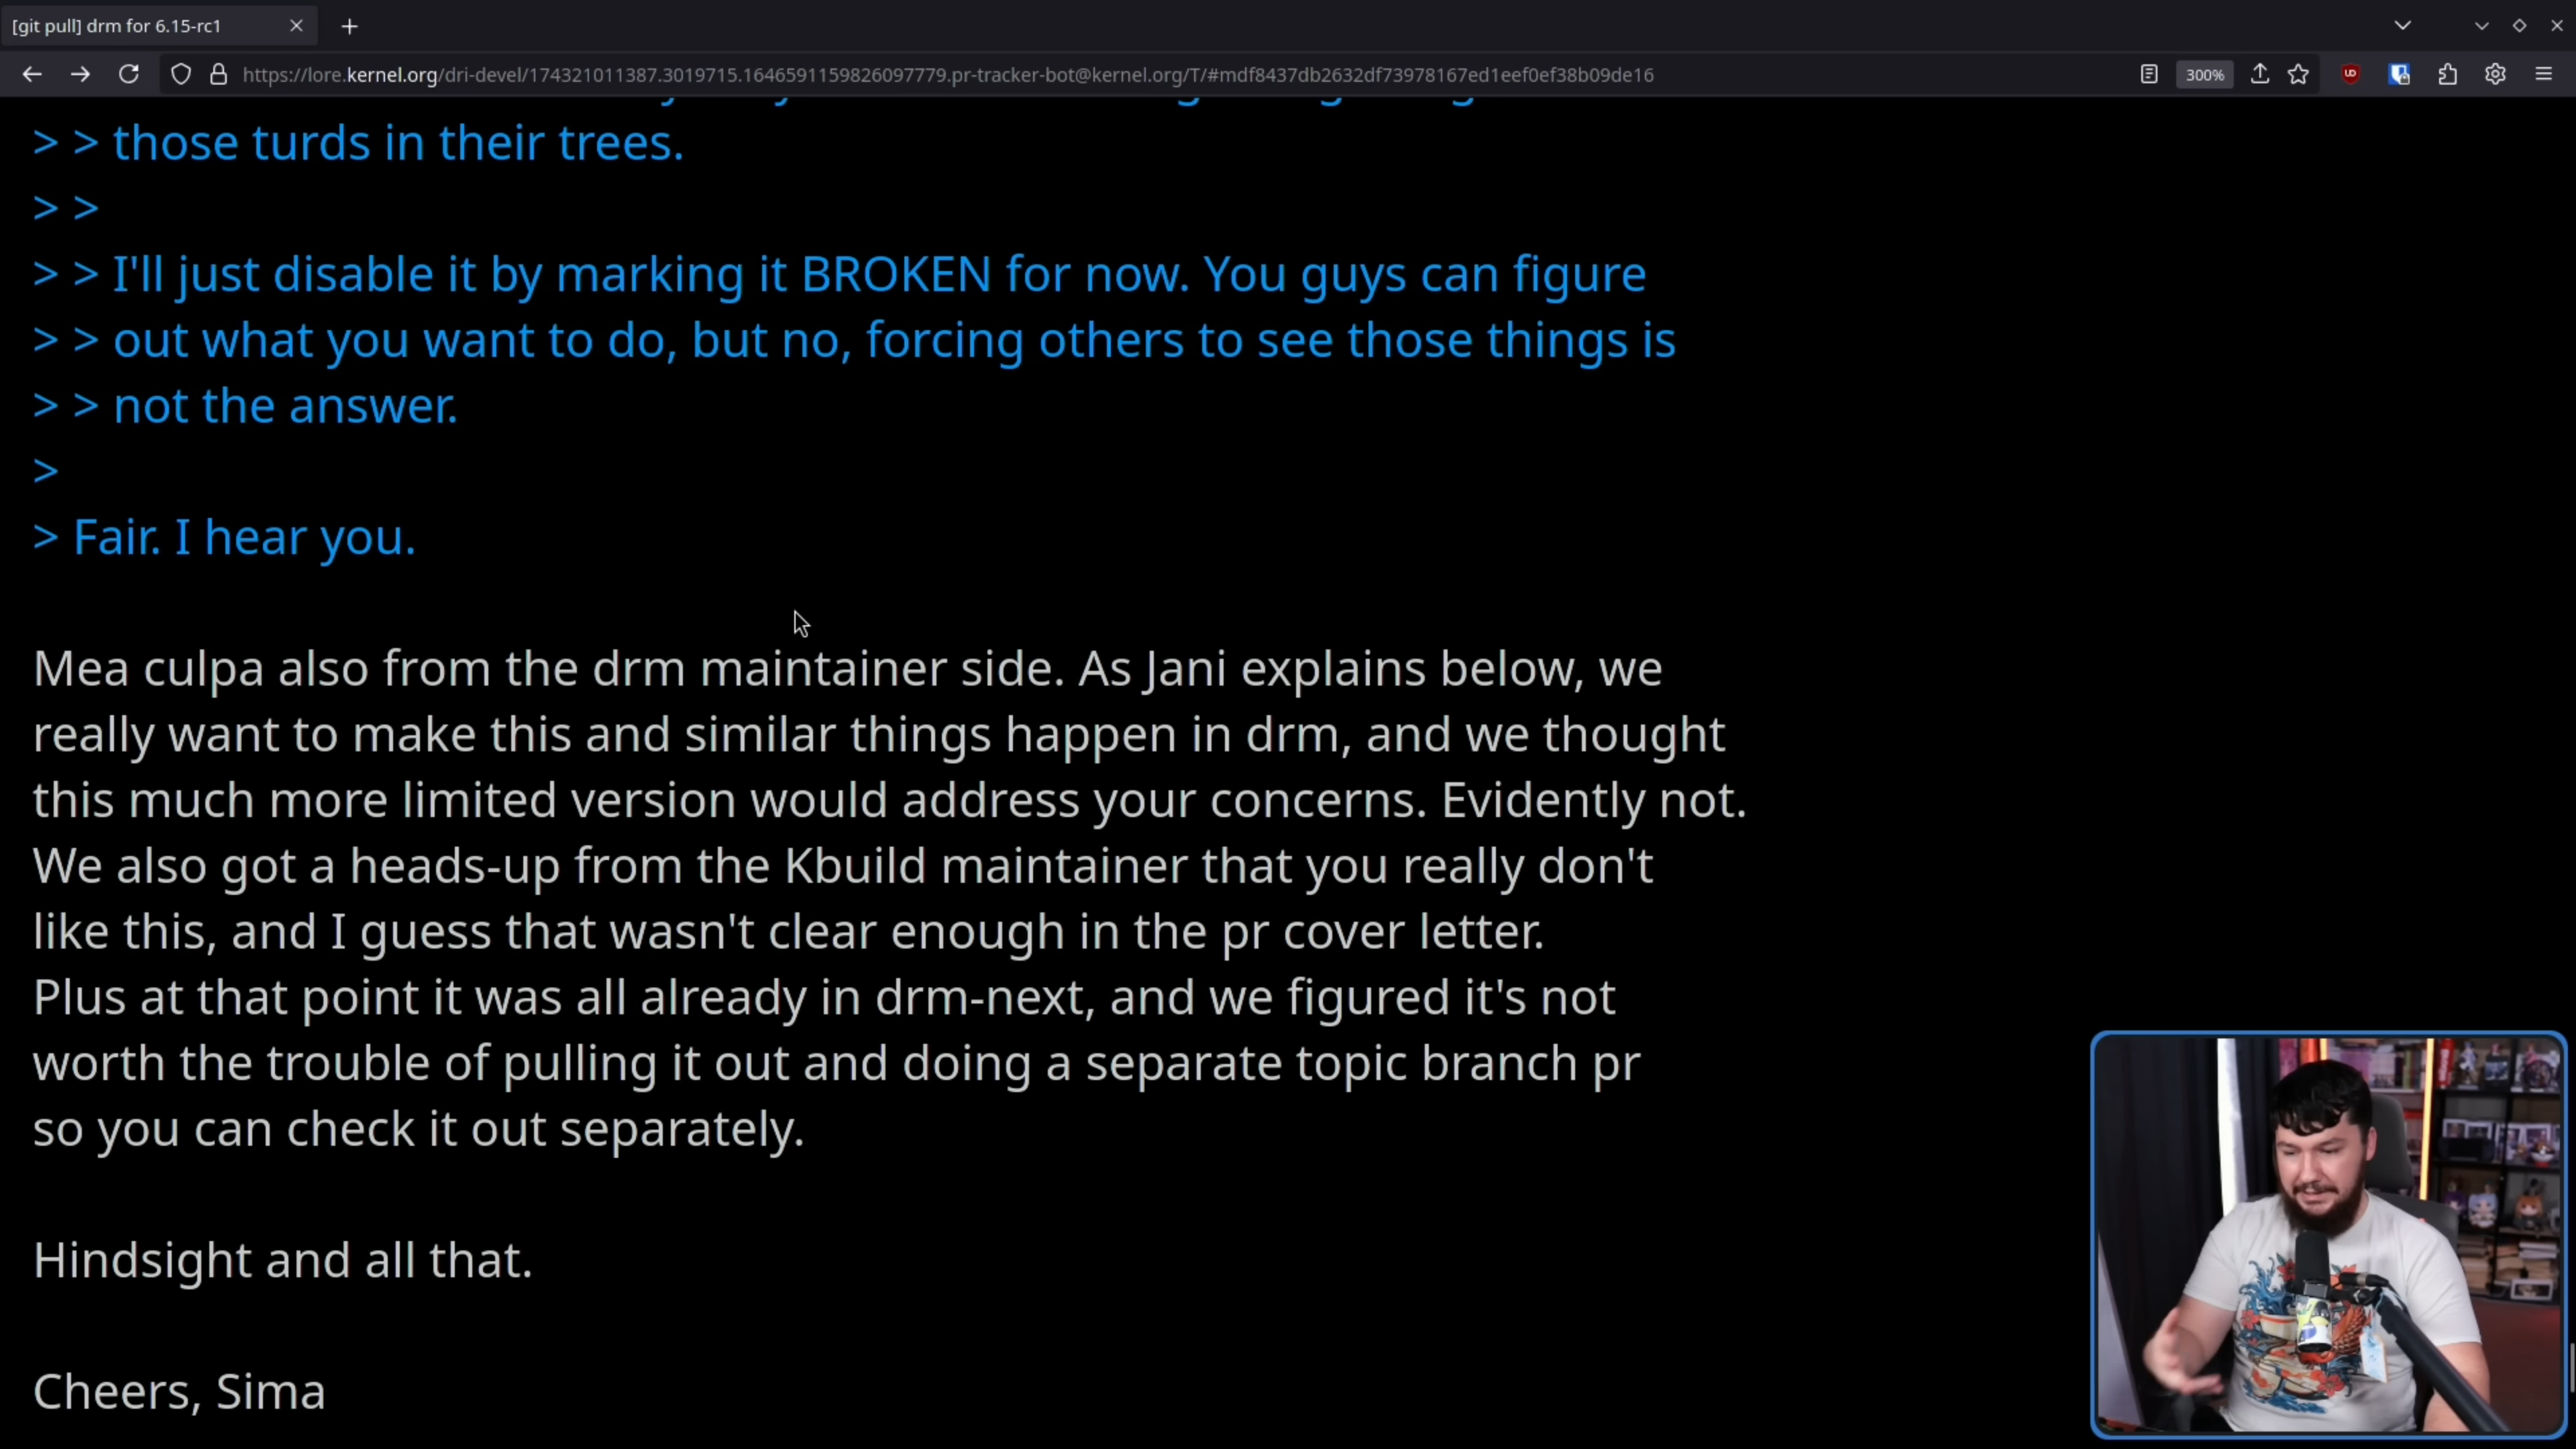 [git pull] drm for 6.15-rc1
https://lore.kernel.org/dri-devel/174321011387.3019715.1646591159826097779.pr-tracker-bot@kernel.org/T/#mdf8437db2632df73978167ed1eef0ef38b09de16
300%
> > those turds in their trees.
> >
> > I'll just disable it by marking it BROKEN for now. You guys can figure
> > out what you want to do, but no, forcing others to see those things is
> > not the answer.
>
> Fair. I hear you.
Mea culpa also from the drm maintainer side. As Jani explains below, we
really want to make this and similar things happen in drm, and we thought
this much more limited version would address your concerns. Evidently not.
We also got a heads-up from the Kbuild maintainer that you really don't
like this, and I guess that wasn't clear enough in the pr cover letter.
Plus at that point it was all already in drm-next, and we figured it's not
worth the trouble of pulling it out and doing a separate topic branch pr
so you can check it out separately.
Hindsight and all that.
Cheers, Sima